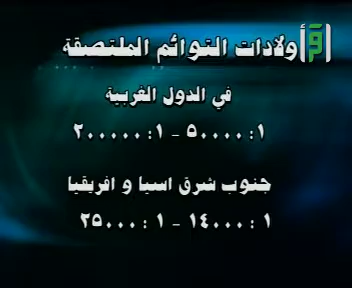 ولادات التوائم الملتصقة
في الدول الغربية
١ : ٥٠٠٠٠ - ١ : ٢٠٠٠٠٠
جنوب شرق اسيا و افريقيا
١ : ١٤٠٠٠ - ١ : ٢٥٠٠٠